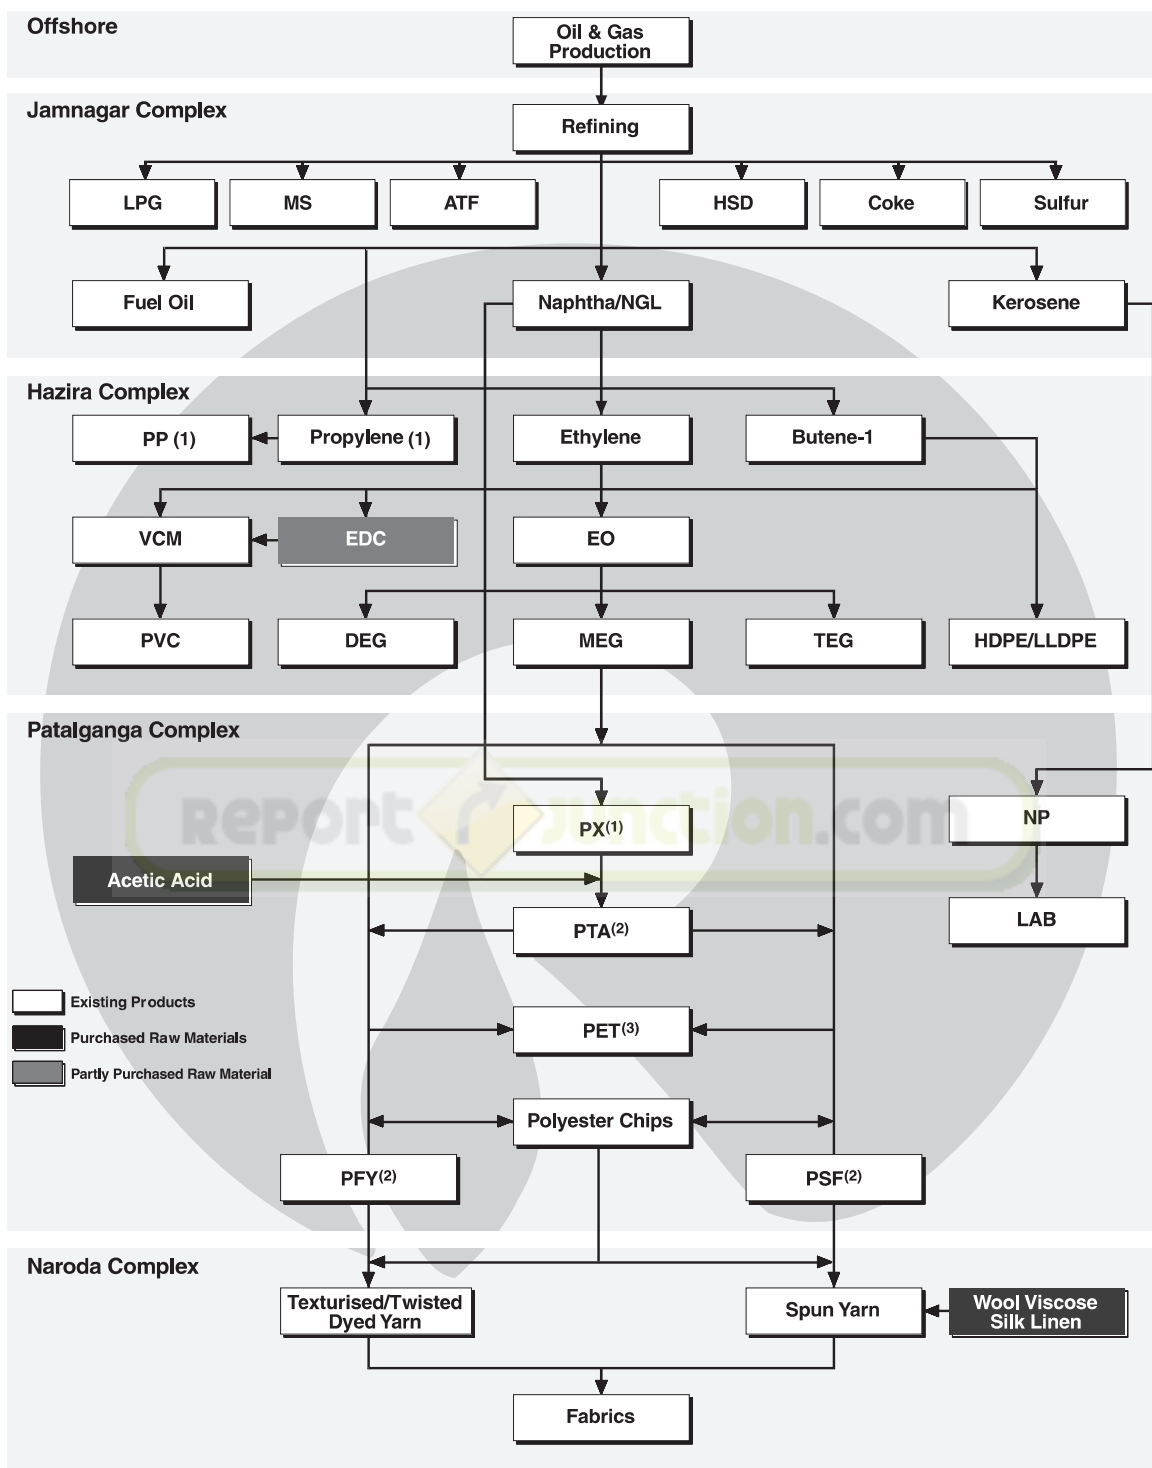 Offshore
Oil & Gas
Production
Jamnagar Complex
Refining
LPG
MS
ATF
HSD
Coke
Sulfur
Fuel Oil
Naphtha/NGL
Kerosene
Hazira Complex
PP (1)
Propylene (1)
Ethylene
Butene-1
VCM
EDC
EO
PVC
DEG
MEG
TEG
HDPE/LLDPE
Patalganga Complex
RePORT JUnction.com
PX(1)
NP
Acetic Acid
PTA(2)
LAB
Existing Products
PET(3)
Purchased Raw Materials
Partly Purchased Raw Material
Polyester Chips
PFY(2)
PSF(2)
Naroda Complex
Texturised/Twisted
Dyed Yarn
Spun Yarn
Wool Viscose
Silk Linen
Fabrics